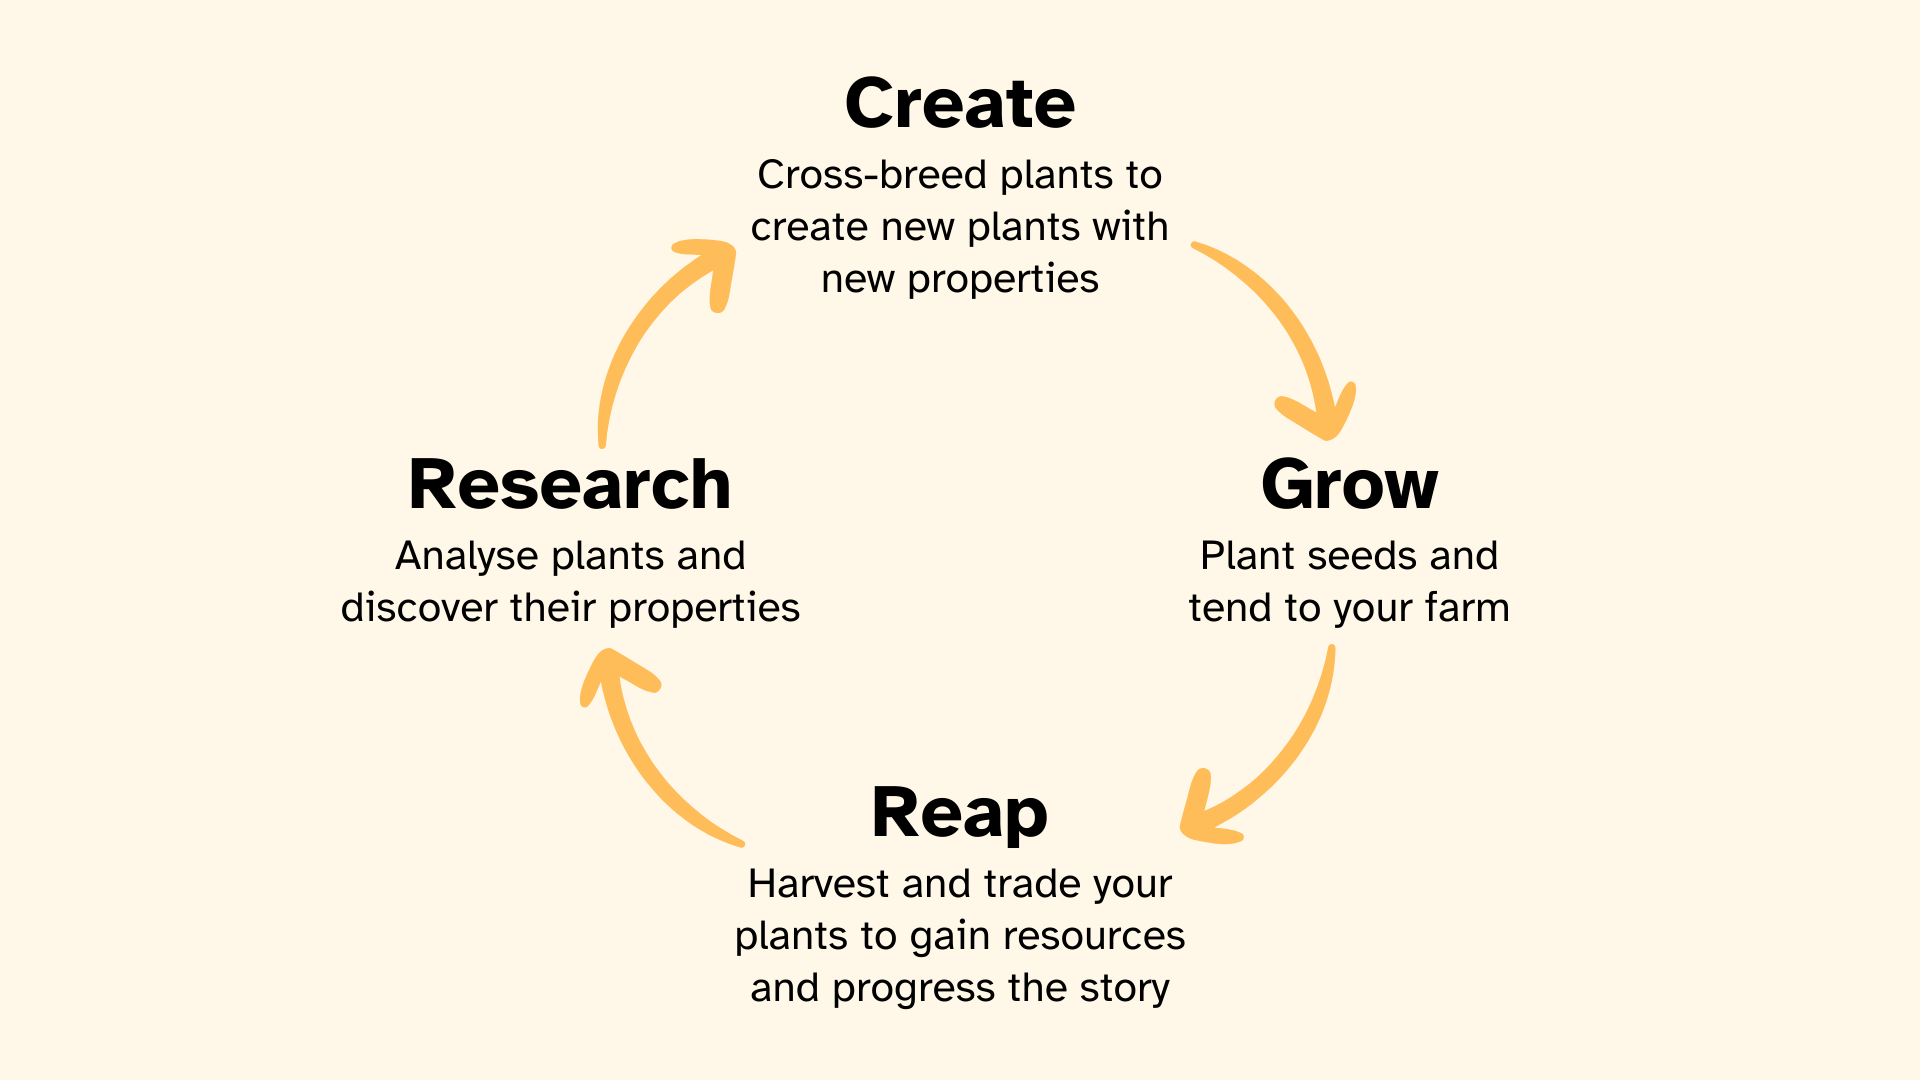 Create
Cross-breed plants to
create new plants with
new properties
Grow
Plant seeds and
tend to your farm
Reap
Harvest and trade your
plants to gain resources
and progress the story
Research
Analyse plants and
discover their properties